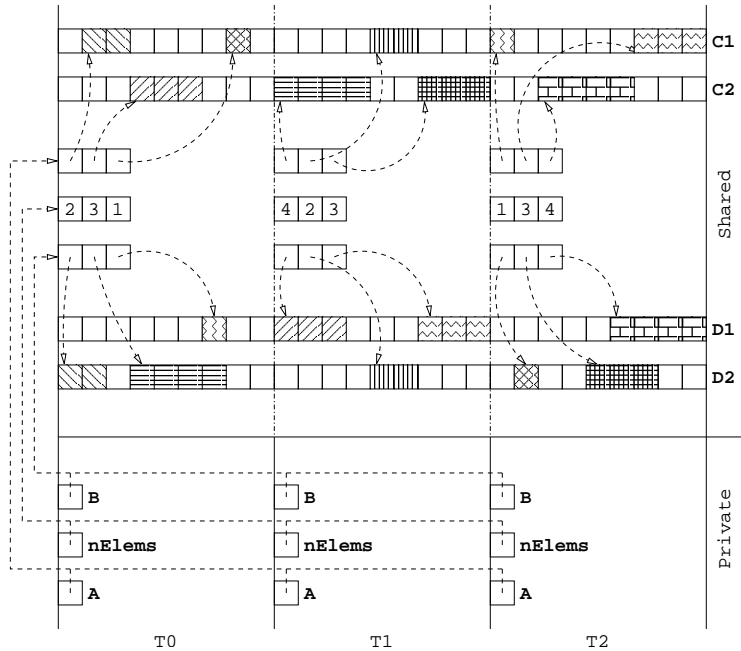 C1
C2
2 3 1 4 2 3 1 3 4
Shared
D1
D2
B B B
nElems nElems nElems
Private
A A A
T0 T1 T2